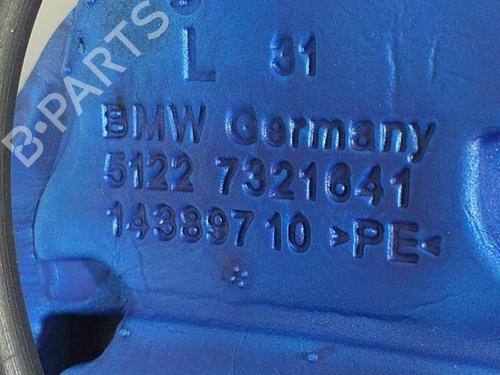 L 31
BMW Germany
5122 7321641
14389710 >PE<
B-PARTS